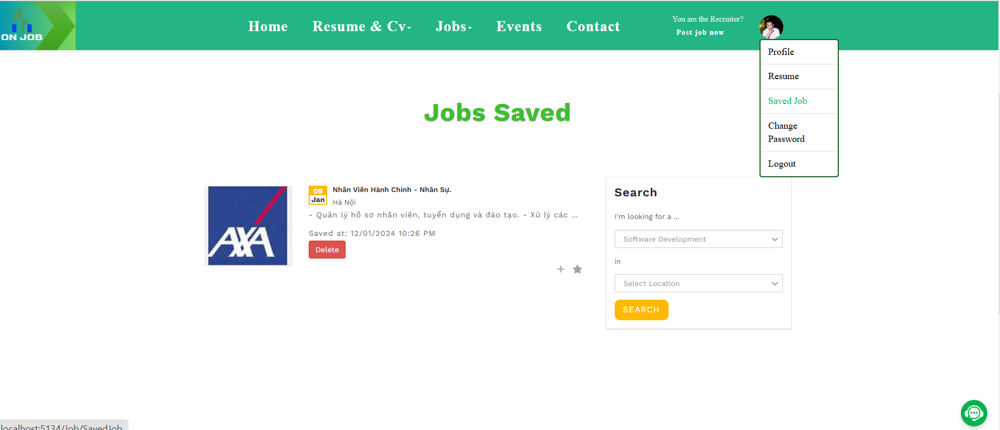 ON JOB
Home
Resume & Cv
Jobs
Events
Contact
You are the Recruiter?
Post job now
Profile
Resume
Saved Job
Change
Password
Logout
Jobs Saved
AXA
09
Jan
Nhân Viên Hành Chính - Nhân Sự.
Hà Nội
- Quản lý hồ sơ nhân viên, tuyển dụng và đào tạo. - Xử lý các ...
Saved at: 12/01/2024 10:26 PM
Delete
Search
I'm looking for a ...
Software Development
in
Select Location
SEARCH
localhost:5134/Job/SavedJob